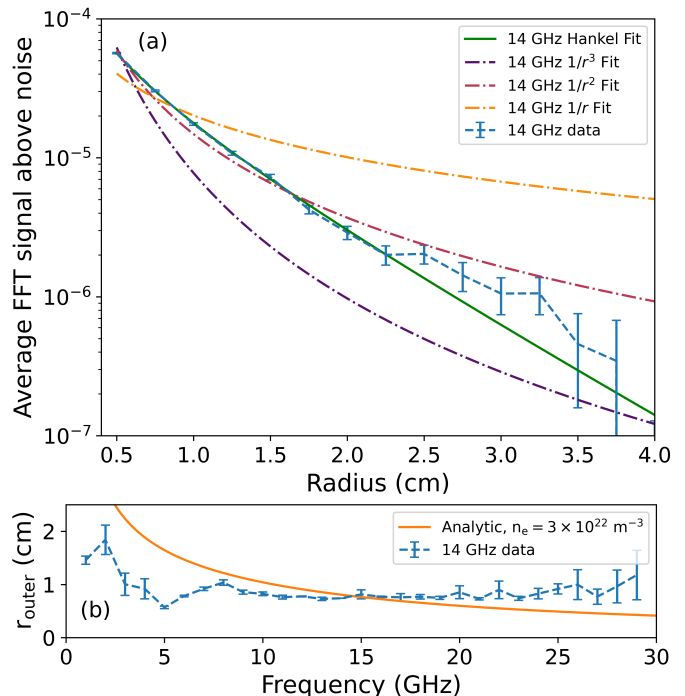 10⁻⁴
(a)
14 GHz Hankel Fit
14 GHz 1/r³ Fit
14 GHz 1/r² Fit
14 GHz 1/r Fit
14 GHz data
10⁻⁵
10⁻⁶
10⁻⁷
Average FFT signal above noise
0.5 1.0 1.5 2.0 2.5 3.0 3.5 4.0
Radius (cm)
Analytic, nₑ = 3 × 10²² m⁻³
14 GHz data
2
1
0
r_outer (cm)
(b)
0 5 10 15 20 25 30
Frequency (GHz)